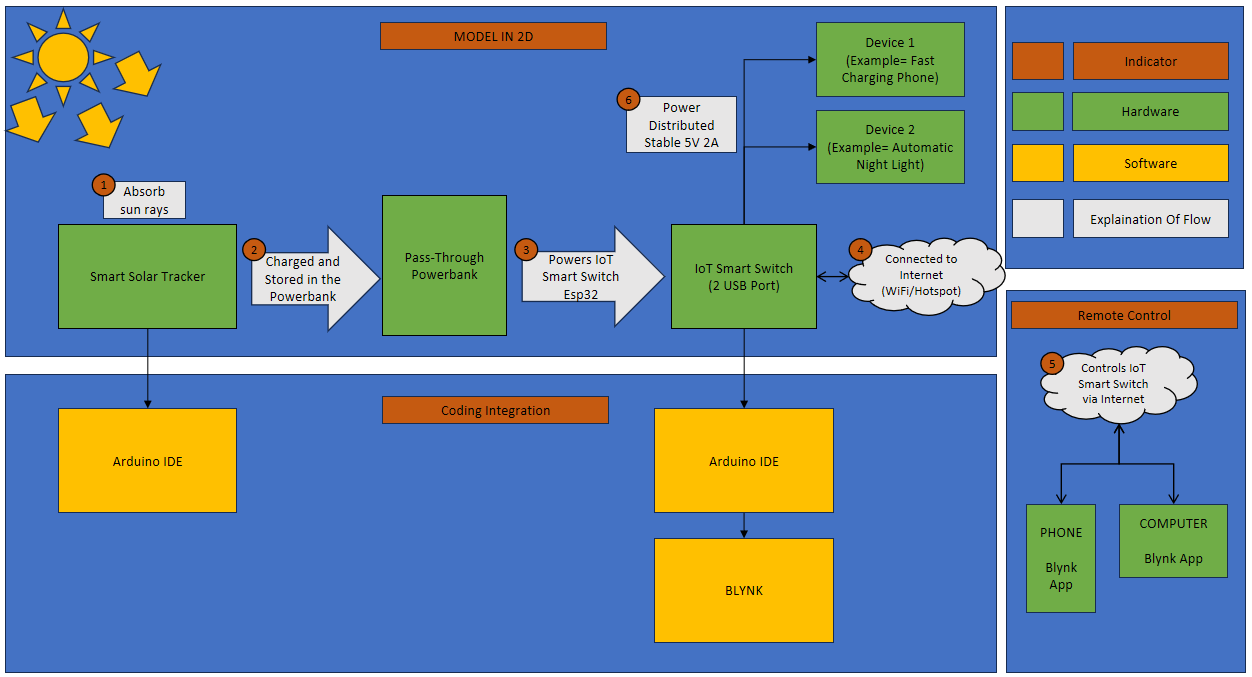 MODEL IN 2D
1
Absorb
sun rays
Smart Solar Tracker
2
Charged and
Stored in the
Powerbank
Pass-Through
Powerbank
3
Powers IoT
Smart Switch
Esp32
IoT Smart Switch
(2 USB Port)
4
Connected to
Internet
(WiFi/Hotspot)
6
Power
Distributed
Stable 5V 2A
Device 1
(Example= Fast
Charging Phone)
Device 2
(Example= Automatic
Night Light)
Indicator
Hardware
Software
Explaination Of Flow
Remote Control
5
Controls IoT
Smart Switch
via Internet
PHONE
Blynk
App
COMPUTER
Blynk App
Coding Integration
Arduino IDE
Arduino IDE
BLYNK